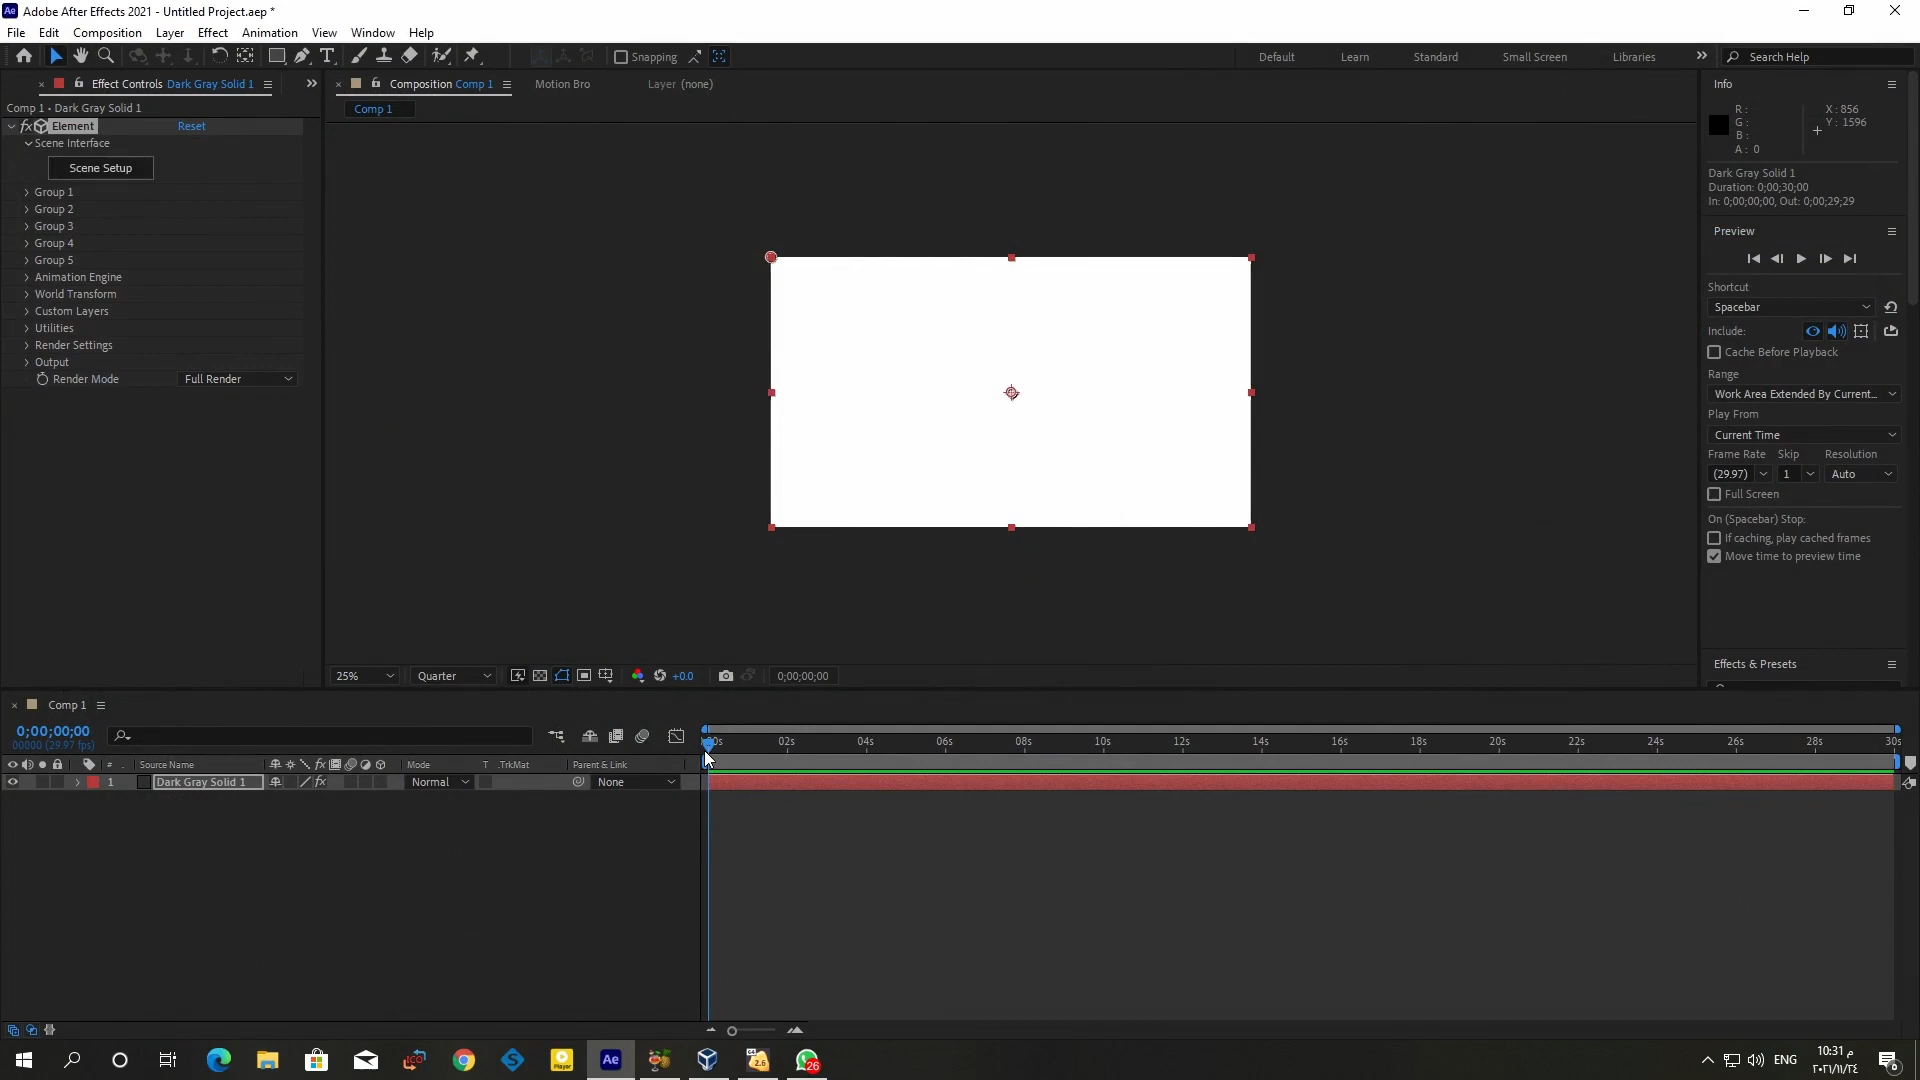 Adobe After Effects 2021 - Untitled Project.aep *
File Edit Composition Layer Effect Animation View Window Help
Snapping
Default Learn Standard Small Screen Libraries Search Help
Effect Controls Dark Gray Solid 1
Composition Comp 1
Motion Bro
Layer (none)
Comp 1 - Dark Gray Solid 1
Comp 1
fx Element Reset
Scene Interface
Scene Setup
Group 1
Group 2
Group 3
Group 4
Group 5
Animation Engine
World Transform
Custom Layers
Utilities
Render Settings
Output
Render Mode Full Render
Info
R :
G :
B :
A : 0
X : 856
Y : 1596
Dark Gray Solid 1
Duration: 0;00;30;00
In: 0;00;00;00, Out: 0;00;29;29
Preview
Shortcut
Spacebar
Include:
Cache Before Playback
Range
Work Area Extended By Current...
Play From
Current Time
Frame Rate Skip Resolution
(29.97) 1 Auto
Full Screen
On (Spacebar) Stop:
If caching, play cached frames
Move time to preview time
Effects & Presets
25% Quarter +0.0 0;00;00;00
Comp 1
0;00;00;00
00000 (29.97 fps)
02s 04s 06s 08s 10s 12s 14s 16s 18s 20s 22s 24s 26s 28s 30s
# Source Name fx Mode T .TrkMat Parent & Link
1 Dark Gray Solid 1 fx Normal None
Ae
26
ENG
10:31 م
٢٠٢١/١١/٢٤